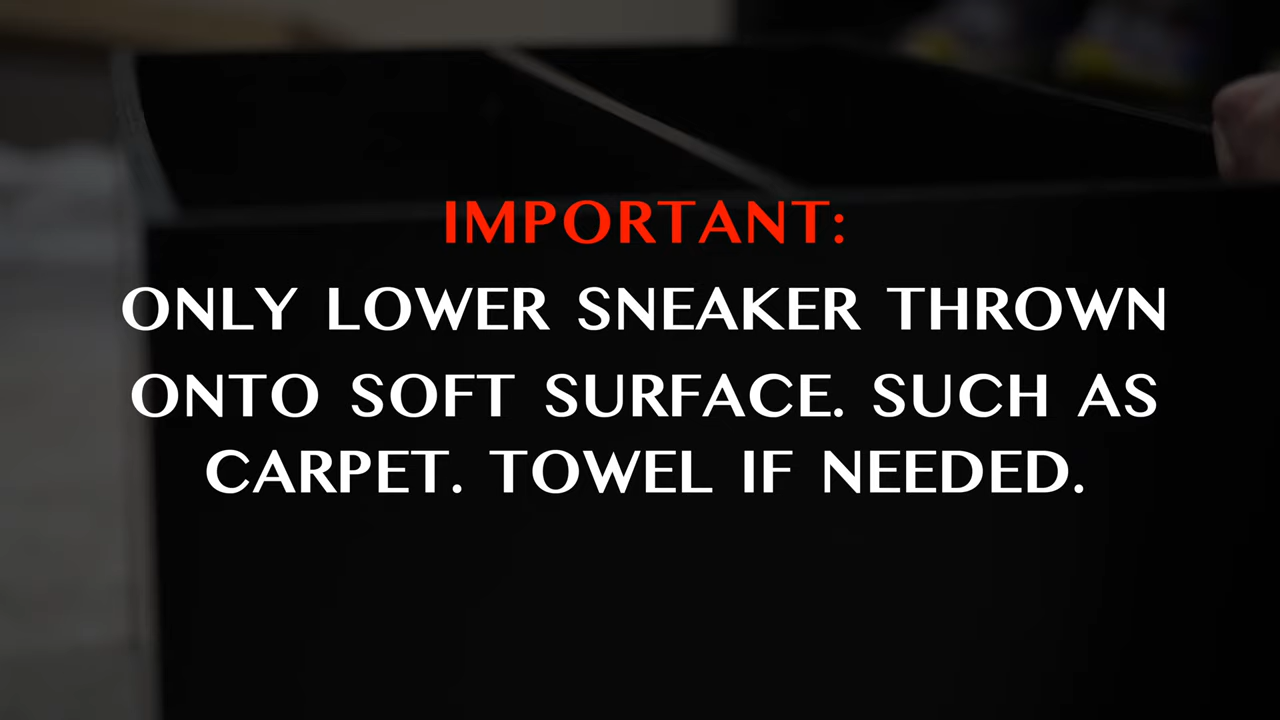 IMPORTANT:
ONLY LOWER SNEAKER THROWN
ONTO SOFT SURFACE. SUCH AS
CARPET. TOWEL IF NEEDED.